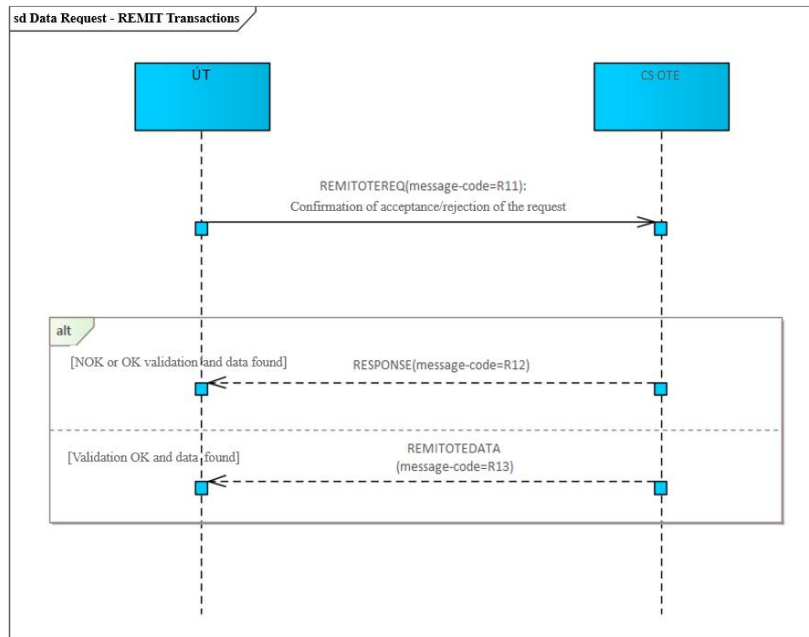 sd Data Request - REMIT Transactions
ÚT
CS OTE
REMITOTEREQ(message-code=R11):
Confirmation of acceptance/rejection of the request
alt
[NOK or OK validation and data found]
RESPONSE(message-code=R12)
[Validation OK and data found]
REMITOTEDATA
(message-code=R13)